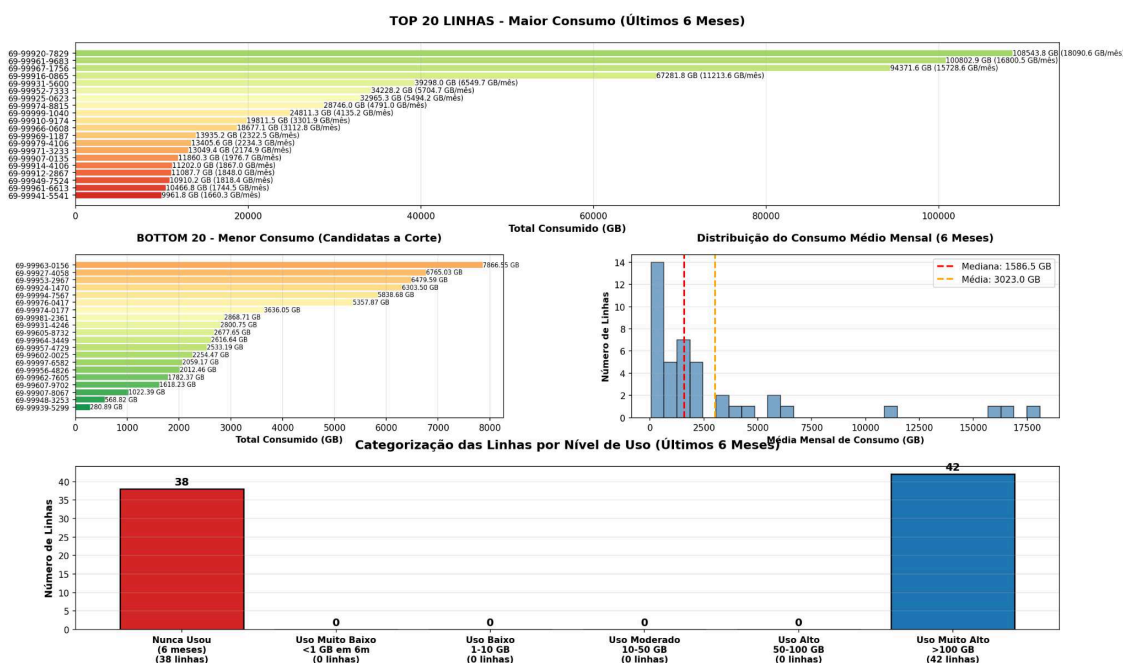 TOP 20 LINHAS - Maior Consumo (Últimos 6 Meses)
69-99920-7829 108543.8 GB (18090.6 GB/mês)
69-99961-9683 100802.9 GB (16800.5 GB/mês)
69-99967-1756 94371.6 GB (15728.6 GB/mês)
69-99916-0865 67281.8 GB (11213.6 GB/mês)
69-99931-5600 39298.0 GB (6549.7 GB/mês)
69-99952-7333 34228.2 GB (5704.7 GB/mês)
69-99925-0623 32965.3 GB (5494.2 GB/mês)
69-99974-8815 28746.0 GB (4791.0 GB/mês)
69-99999-1040 24811.3 GB (4135.2 GB/mês)
69-99910-9174 19811.5 GB (3301.9 GB/mês)
69-99966-0608 18677.1 GB (3112.8 GB/mês)
69-99969-1187 13935.2 GB (2322.5 GB/mês)
69-99979-4106 13405.6 GB (2234.3 GB/mês)
69-99971-3233 13049.4 GB (2174.9 GB/mês)
69-99907-0135 11860.3 GB (1976.7 GB/mês)
69-99914-4106 11202.0 GB (1867.0 GB/mês)
69-99912-2867 11087.7 GB (1848.0 GB/mês)
69-99949-7524 10910.2 GB (1818.4 GB/mês)
69-99961-6613 10466.8 GB (1744.5 GB/mês)
69-99941-5541 9961.8 GB (1660.3 GB/mês)
0 20000 40000 60000 80000 100000
Total Consumido (GB)
BOTTOM 20 - Menor Consumo (Candidatas a Corte)
69-99963-0156 7866.55 GB
69-99927-4058 6765.03 GB
69-99953-2967 6479.59 GB
69-99924-1470 6303.50 GB
69-99994-7567 5838.68 GB
69-99976-0417 5357.87 GB
69-99974-0177 3636.05 GB
69-99981-2361 2868.71 GB
69-99931-4246 2800.75 GB
69-99605-8732 2677.65 GB
69-99964-3449 2616.64 GB
69-99957-4729 2533.19 GB
69-99602-0025 2254.47 GB
69-99997-6582 2059.17 GB
69-99956-4826 2012.46 GB
69-99962-7605 1782.37 GB
69-99607-9702 1618.23 GB
69-99907-8067 1022.39 GB
69-99948-3253 568.82 GB
69-99939-5299 280.89 GB
0 1000 2000 3000 4000 5000 6000 7000 8000
Total Consumido (GB)
Distribuição do Consumo Médio Mensal (6 Meses)
Número de Linhas
14
12
10
8
6
4
2
0
Mediana: 1586.5 GB
Média: 3023.0 GB
0 2500 5000 7500 10000 12500 15000 17500
Média Mensal de Consumo (GB)
Categorização das Linhas por Nível de Uso (Últimos 6 Meses)
Número de Linhas
40
35
30
25
20
15
10
5
0
38 0 0 0 0 42
Nunca Usou
(6 meses)
(38 linhas)
Uso Muito Baixo
<1 GB em 6m
(0 linhas)
Uso Baixo
1-10 GB
(0 linhas)
Uso Moderado
10-50 GB
(0 linhas)
Uso Alto
50-100 GB
(0 linhas)
Uso Muito Alto
>100 GB
(42 linhas)